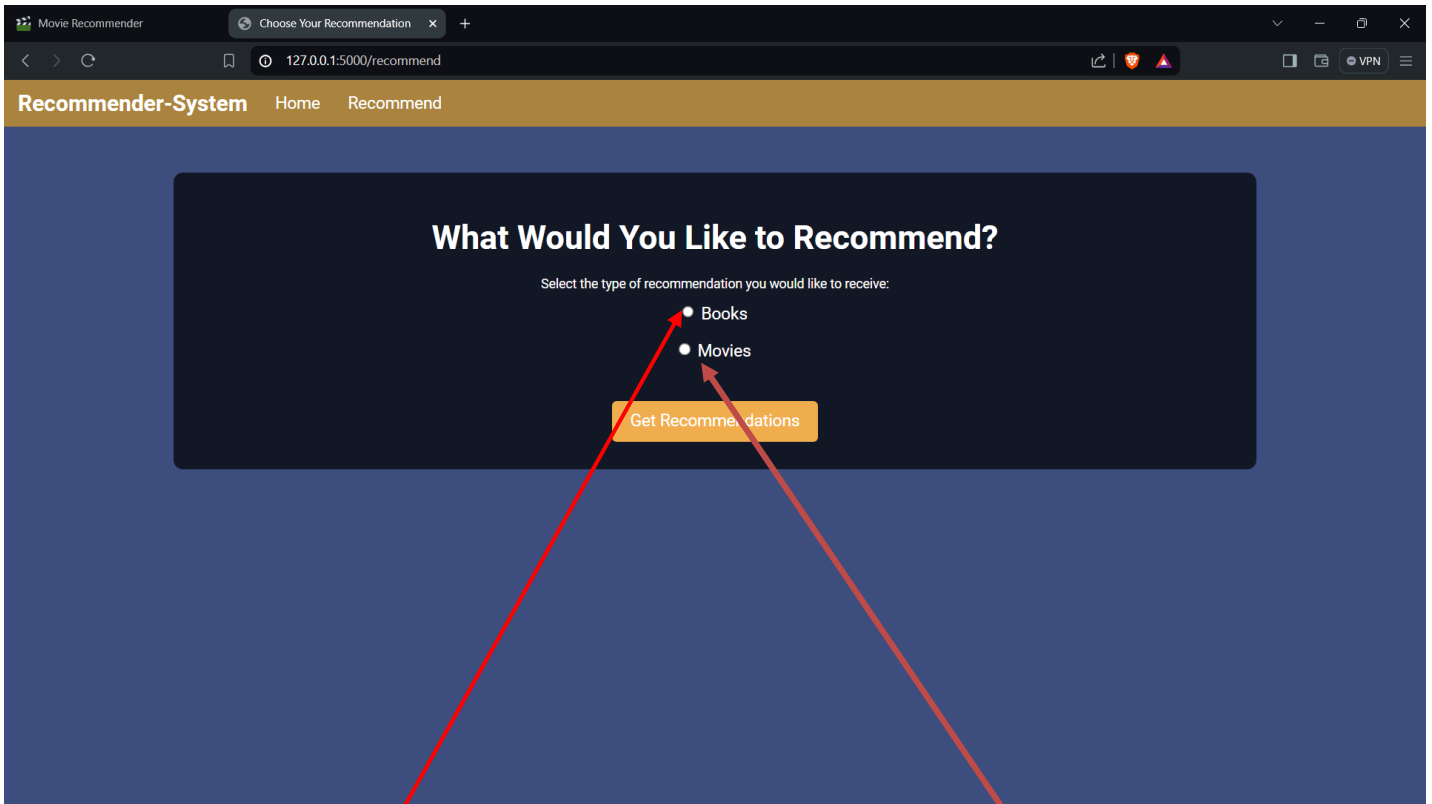 Movie Recommender
Choose Your Recommendation
127.0.0.1:5000/recommend
VPN
Recommender-System Home Recommend
What Would You Like to Recommend?
Select the type of recommendation you would like to receive:
Books
Movies
Get Recommendations